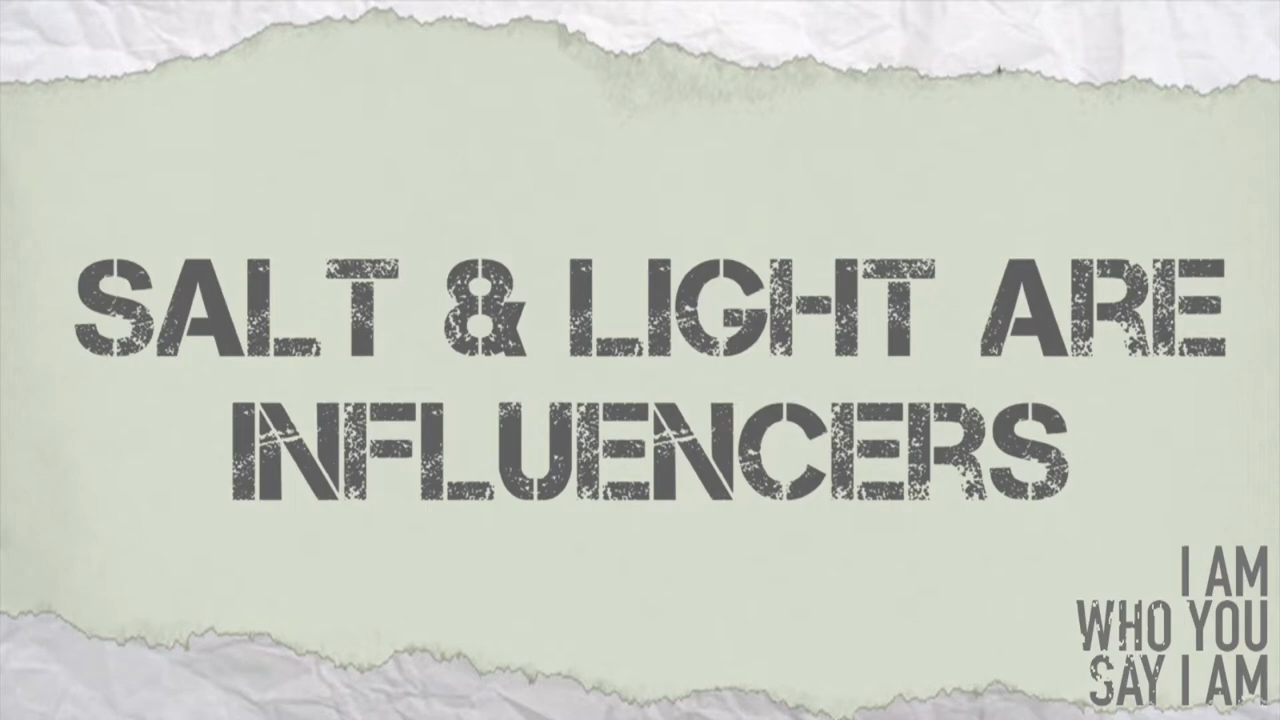 SALT & LIGHT ARE
INFLUENCERS
I AM
WHO YOU
SAY I AM